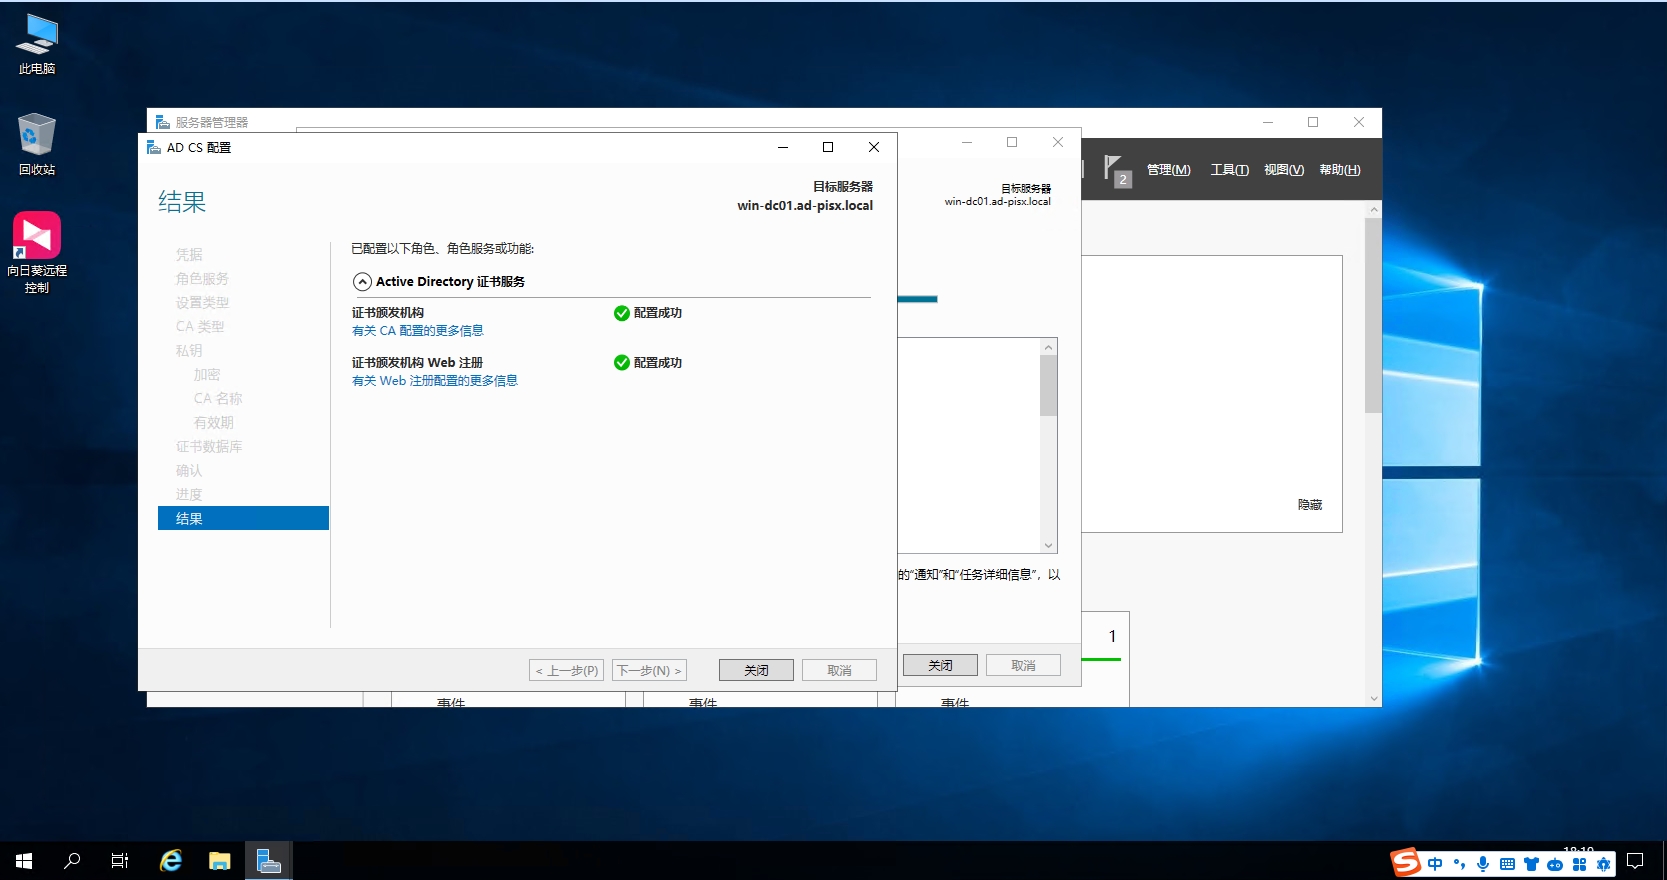 此电脑
回收站
向日葵远程
控制
服务器管理器
2
管理(M)
工具(T)
视图(V)
帮助(H)
AD CS 配置
结果
目标服务器
win-dc01.ad-pisx.local
目标服务器
win-dc01.ad-pisx.local
凭据
角色服务
设置类型
CA 类型
私钥
加密
CA 名称
有效期
证书数据库
确认
进度
结果
已配置以下角色、角色服务或功能:
Active Directory 证书服务
证书颁发机构
配置成功
有关 CA 配置的更多信息
证书颁发机构 Web 注册
配置成功
有关 Web 注册配置的更多信息
隐藏
的"通知"和"任务详细信息"，以
1
< 上一步(P)
下一步(N) >
关闭
取消
关闭
取消
事件
事件
事件
中